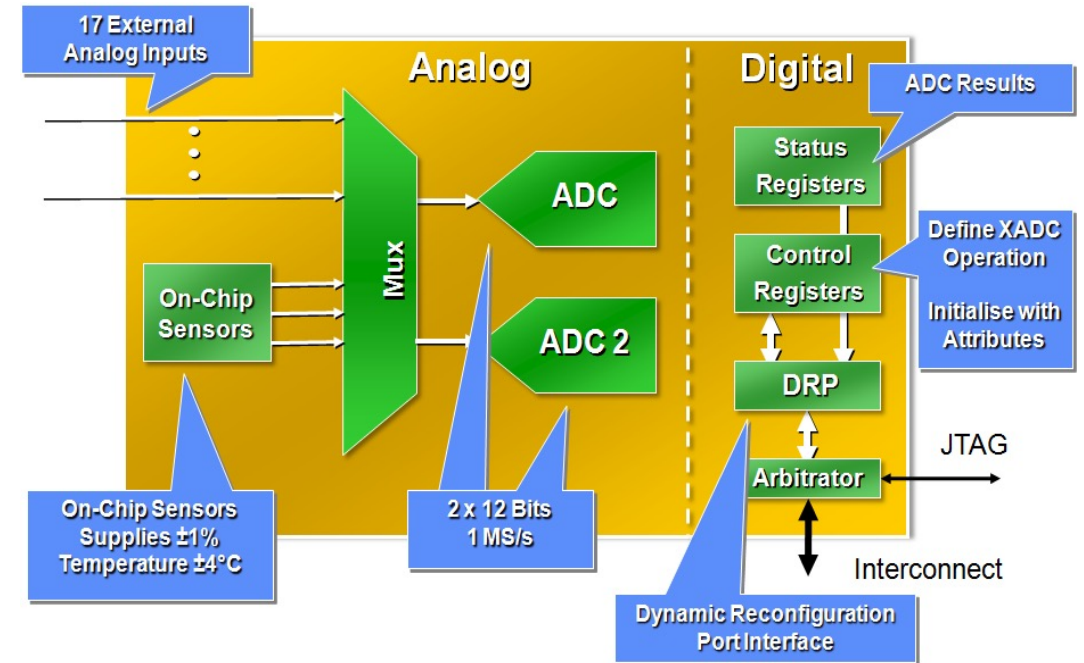 17 External
Analog Inputs
Analog
Digital
ADC Results
Status
Registers
ADC
Define XADC
Operation
Initialise with
Attributes
Control
Registers
Mux
On-Chip
Sensors
ADC 2
DRP
JTAG
Arbitrator
On-Chip Sensors
Supplies ±1%
Temperature ±4°C
2 x 12 Bits
1 MS/s
Interconnect
Dynamic Reconfiguration
Port Interface